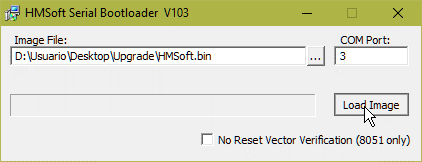 HMSoft Serial Bootloader V103
Image File:
COM Port:
D:\Usuario\Desktop\Upgrade\HMSoft.bin
...
3
Load Image
No Reset Vector Verification (8051 only)